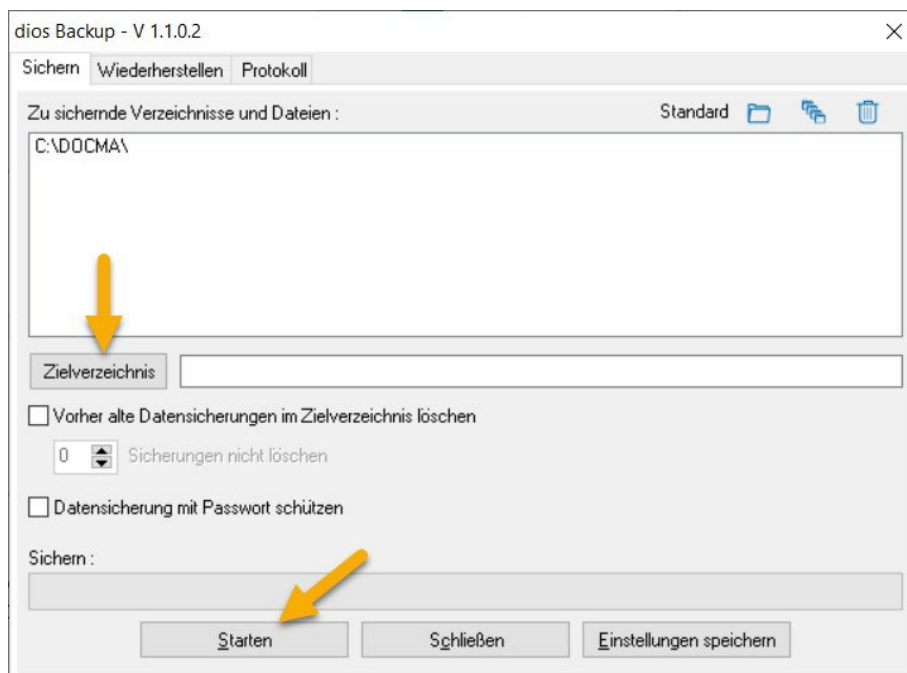 dios Backup - V 1.1.0.2
Sichern Wiederherstellen Protokoll
Zu sichernde Verzeichnisse und Dateien : Standard
C:\DOCMA\
Zielverzeichnis
Vorher alte Datensicherungen im Zielverzeichnis löschen
0 Sicherungen nicht löschen
Datensicherung mit Passwort schützen
Sichern :
Starten Schließen Einstellungen speichern